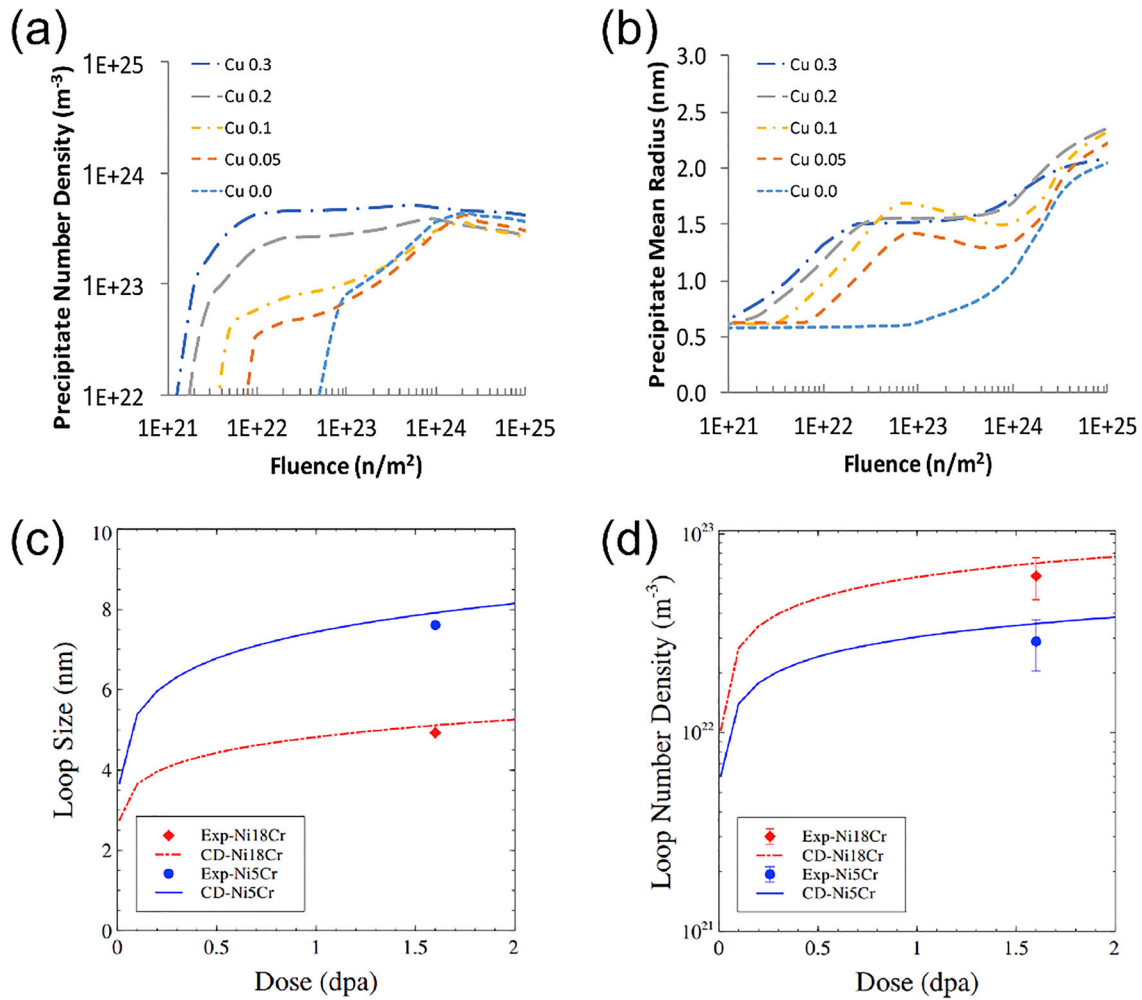 (a)
Precipitate Number Density (m-3)
1E+25
1E+24
1E+23
1E+22
Cu 0.3
Cu 0.2
Cu 0.1
Cu 0.05
Cu 0.0
1E+21 1E+22 1E+23 1E+24 1E+25
Fluence (n/m2)
(b)
Precipitate Mean Radius (nm)
3.0
2.5
2.0
1.5
1.0
0.5
0.0
Cu 0.3
Cu 0.2
Cu 0.1
Cu 0.05
Cu 0.0
1E+21 1E+22 1E+23 1E+24 1E+25
Fluence (n/m2)
(c)
Loop Size (nm)
10
8
6
4
2
0
Exp-Ni18Cr
CD-Ni18Cr
Exp-Ni5Cr
CD-Ni5Cr
0 0.5 1 1.5 2
Dose (dpa)
(d)
Loop Number Density (m-3)
1023
1022
1021
Exp-Ni18Cr
CD-Ni18Cr
Exp-Ni5Cr
CD-Ni5Cr
0 0.5 1 1.5 2
Dose (dpa)